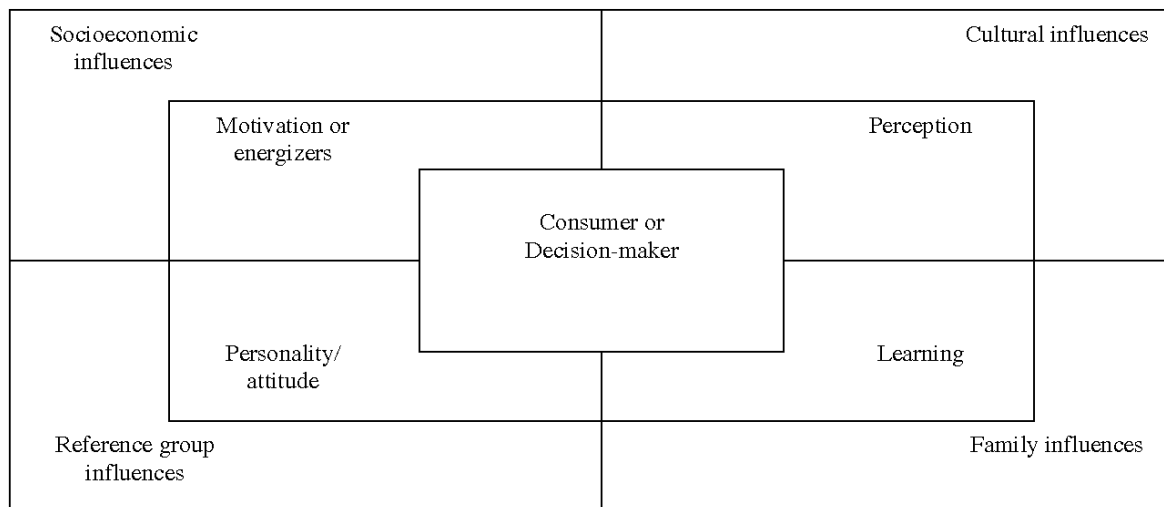 Socioeconomic
influences
Cultural influences
Motivation or
energizers
Perception
Consumer or
Decision-maker
Personality/
attitude
Learning
Reference group
influences
Family influences